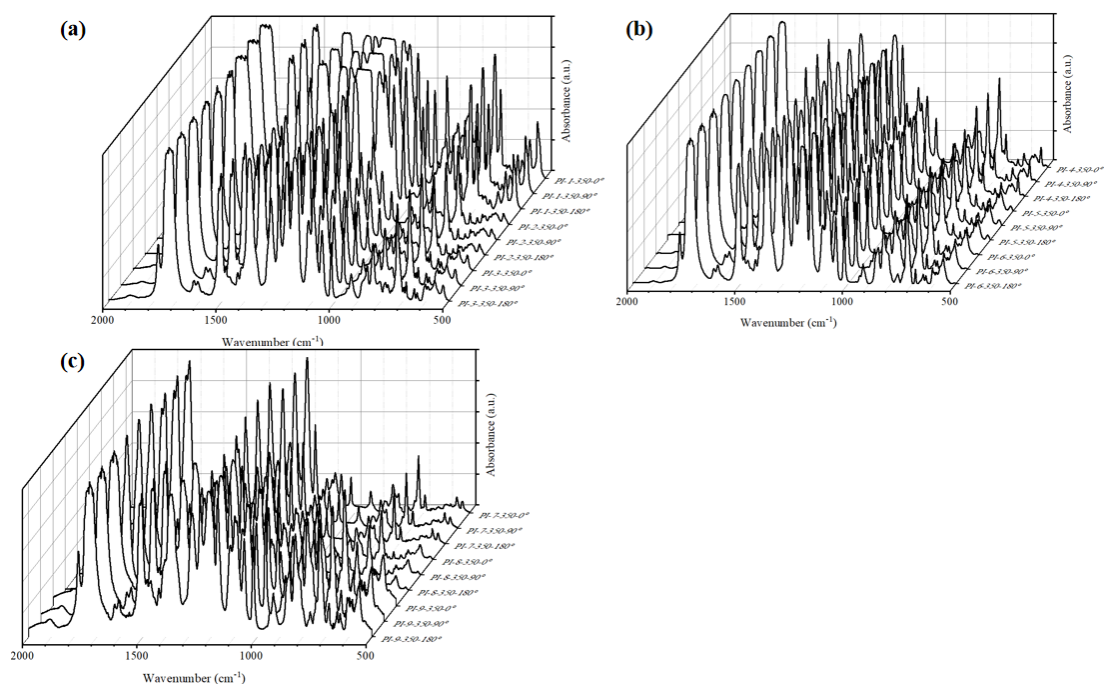 (a)
Absorbance (a.u.)
PI-1-350-0°
PI-1-350-90°
PI-1-350-180°
PI-2-350-0°
PI-2-350-90°
PI-2-350-180°
PI-3-350-0°
PI-3-350-90°
PI-3-350-180°
2000 1500 1000 500
Wavenumber (cm⁻¹)
(b)
Absorbance (a.u.)
PI-4-350-0°
PI-4-350-90°
PI-4-350-180°
PI-5-350-0°
PI-5-350-90°
PI-5-350-180°
PI-6-350-0°
PI-6-350-90°
PI-6-350-180°
2000 1500 1000 500
Wavenumber (cm⁻¹)
(c)
Absorbance (a.u.)
PI-7-350-0°
PI-7-350-90°
PI-7-350-180°
PI-8-350-0°
PI-8-350-90°
PI-8-350-180°
PI-9-350-0°
PI-9-350-90°
PI-9-350-180°
2000 1500 1000 500
Wavenumber (cm⁻¹)